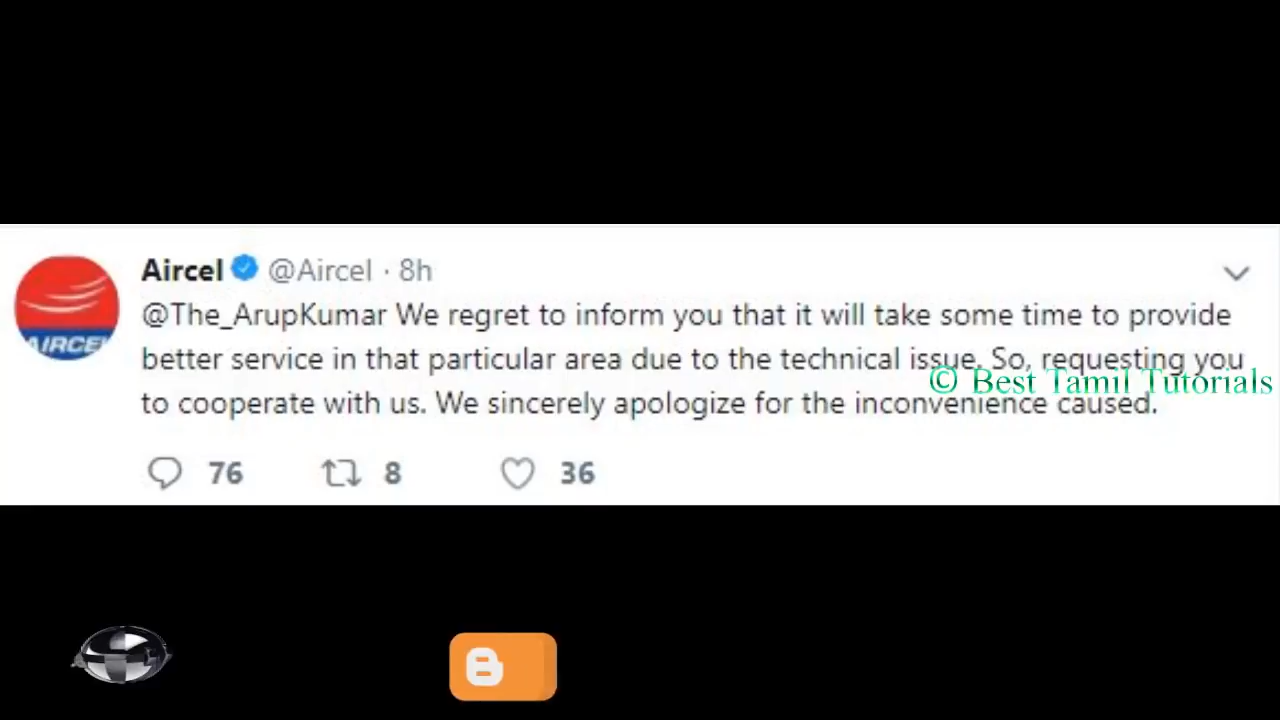 Aircel @Aircel · 8h
@The_ArupKumar We regret to inform you that it will take some time to provide
better service in that particular area due to the technical issue. So, requesting you
© Best Tamil Tutorials
to cooperate with us. We sincerely apologize for the inconvenience caused.
AIRCEL
76 8 36